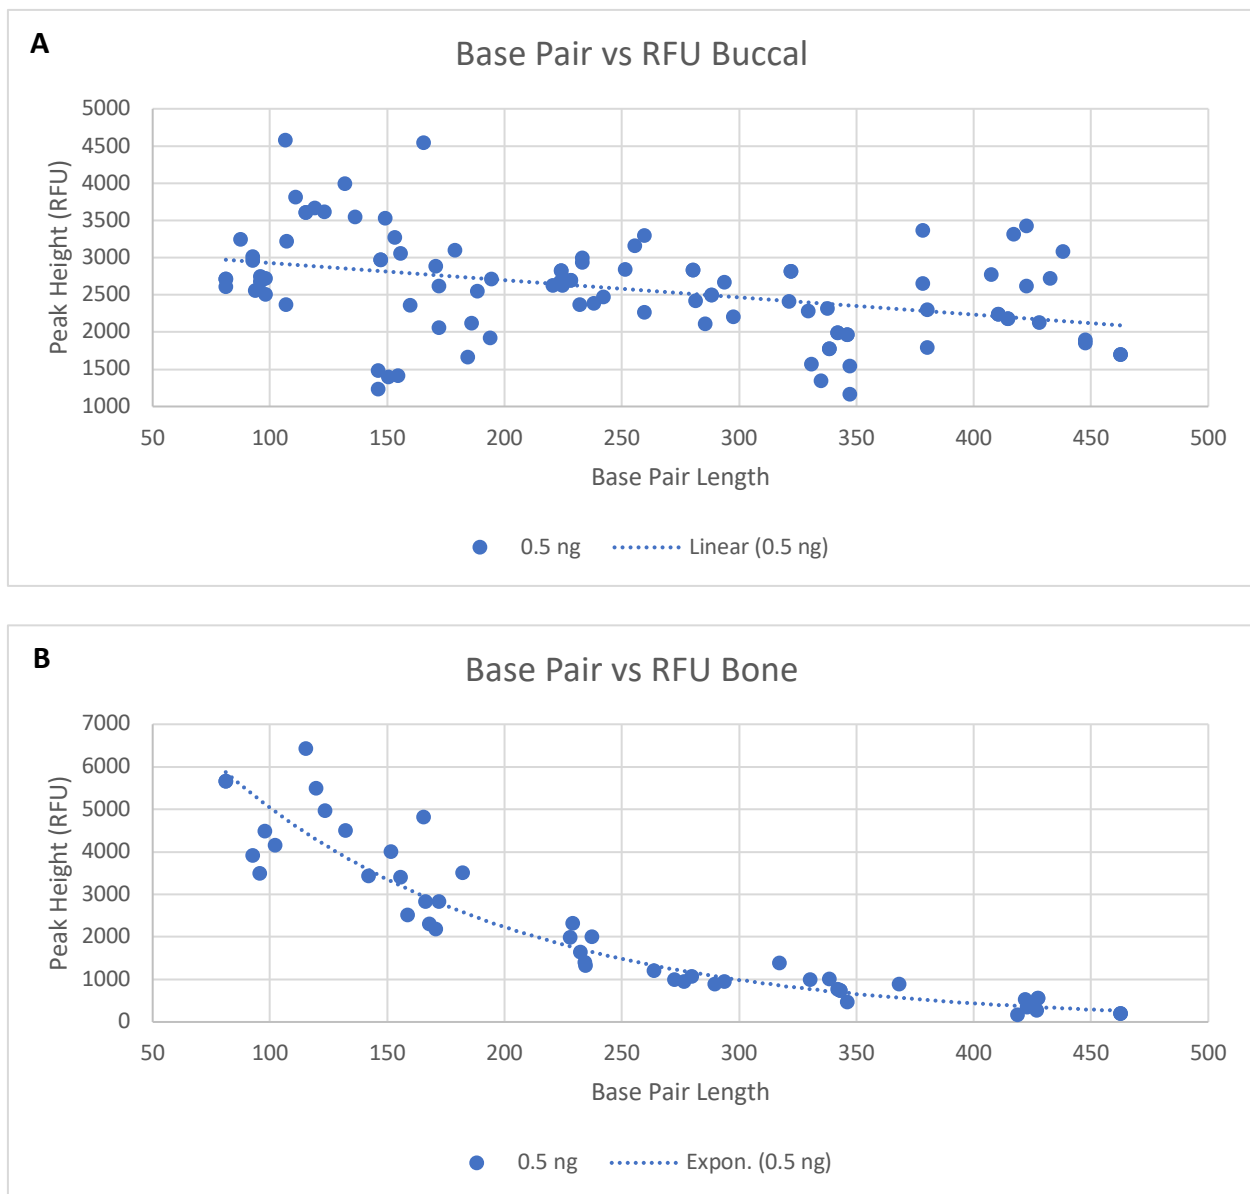 A
Base Pair vs RFU Buccal
Peak Height (RFU)
5000
4500
4000
3500
3000
2500
2000
1500
1000
50 100 150 200 250 300 350 400 450 500
Base Pair Length
0.5 ng Linear (0.5 ng)
B
Base Pair vs RFU Bone
Peak Height (RFU)
7000
6000
5000
4000
3000
2000
1000
0
50 100 150 200 250 300 350 400 450 500
Base Pair Length
0.5 ng Expon. (0.5 ng)